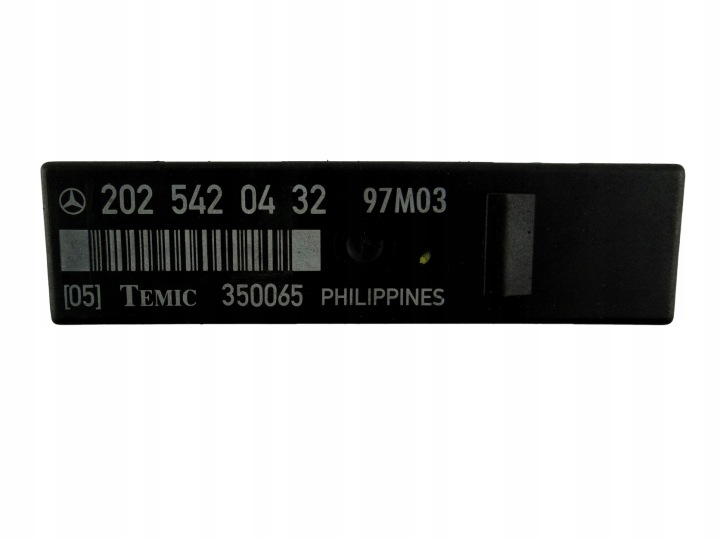 202 542 04 32 97M03
[05] TEMIC 350065 PHILIPPINES